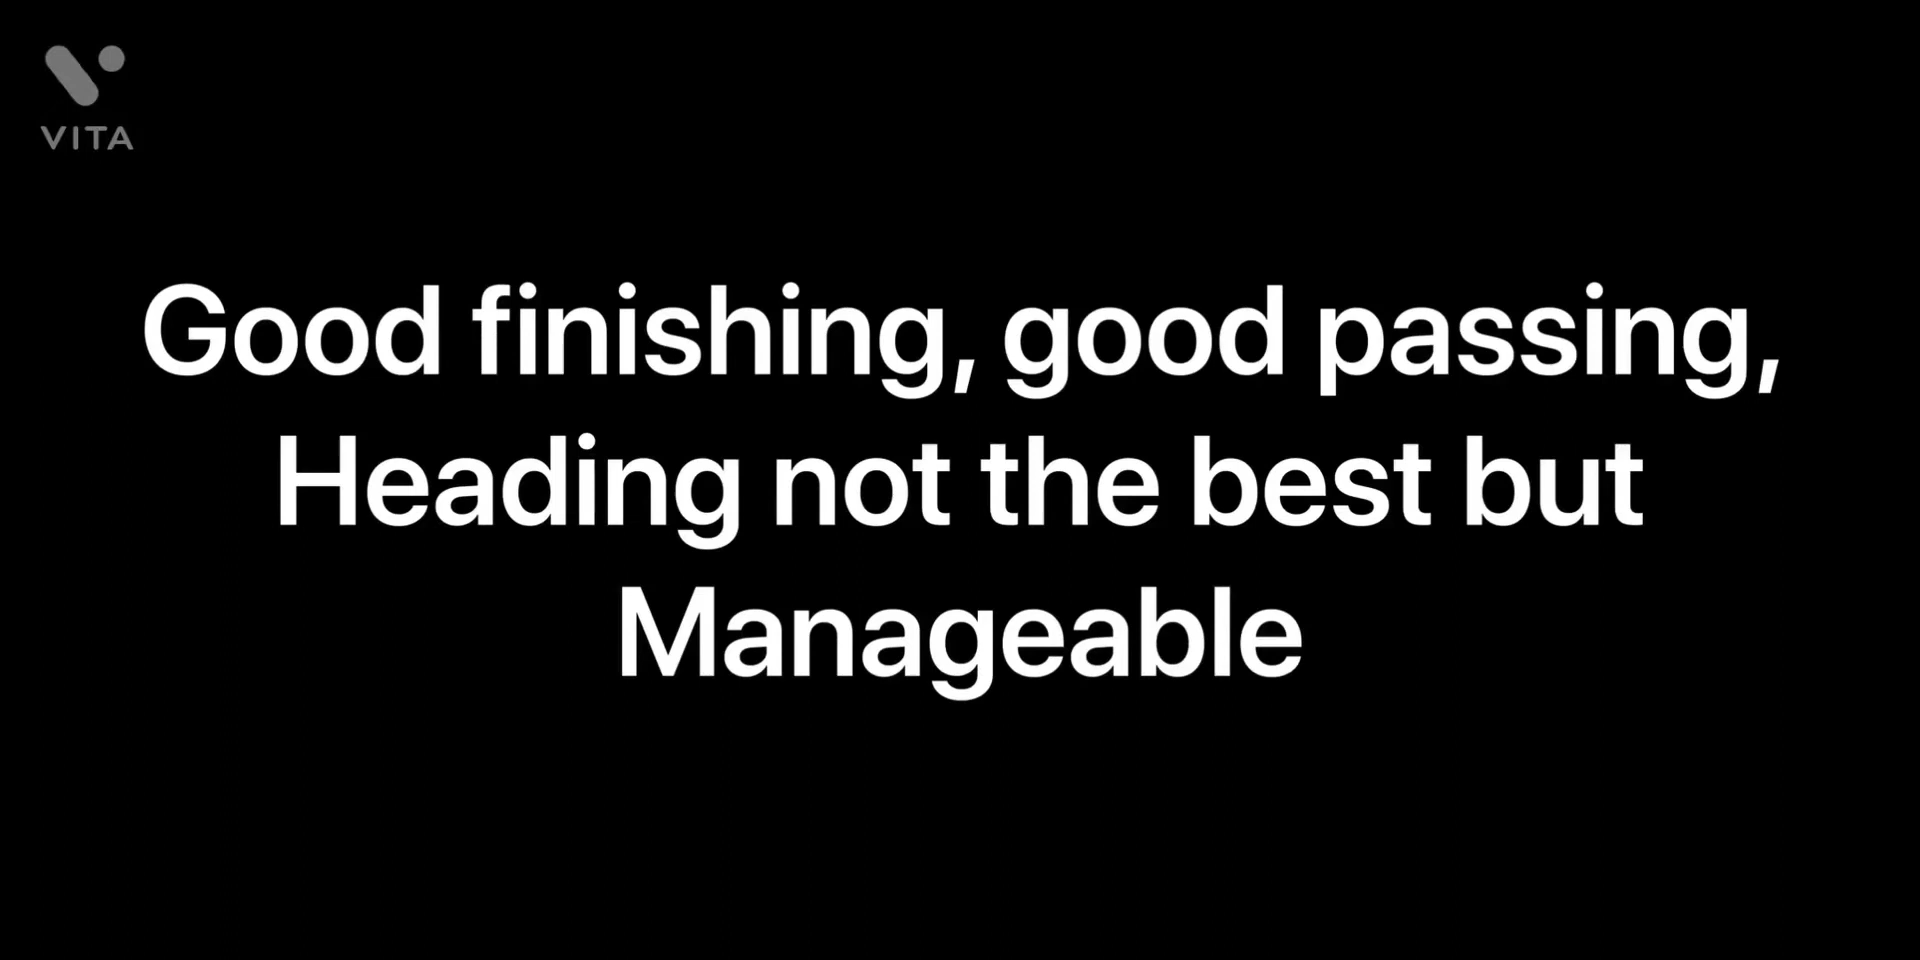 VITA
Good finishing, good passing,
Heading not the best but
Manageable